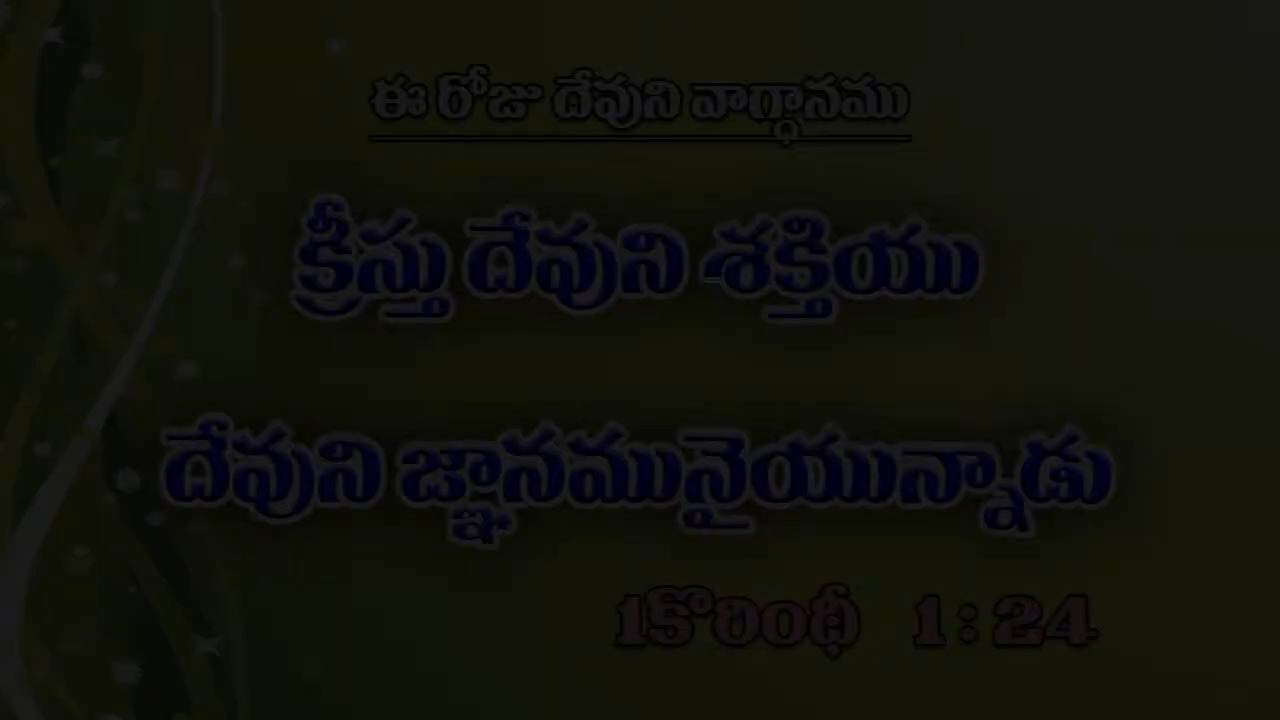 ఈ రోజు దేవుని వాగ్ధానము
క్రీస్తు దేవుని శక్తియు
దేవుని జ్ఞానమునైయున్నాడు
1కొరింథీ 1 : 24